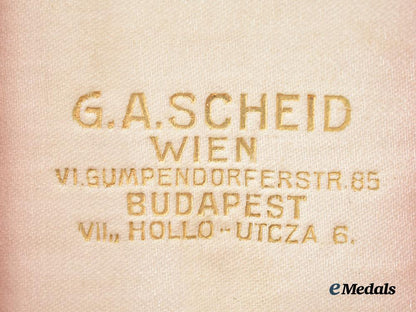 G.A.SCHEID
WIEN
VI.GUMPENDORFERSTR.85
BUDAPEST
VII,, HOLLO-UTCZA 6.
eMedals